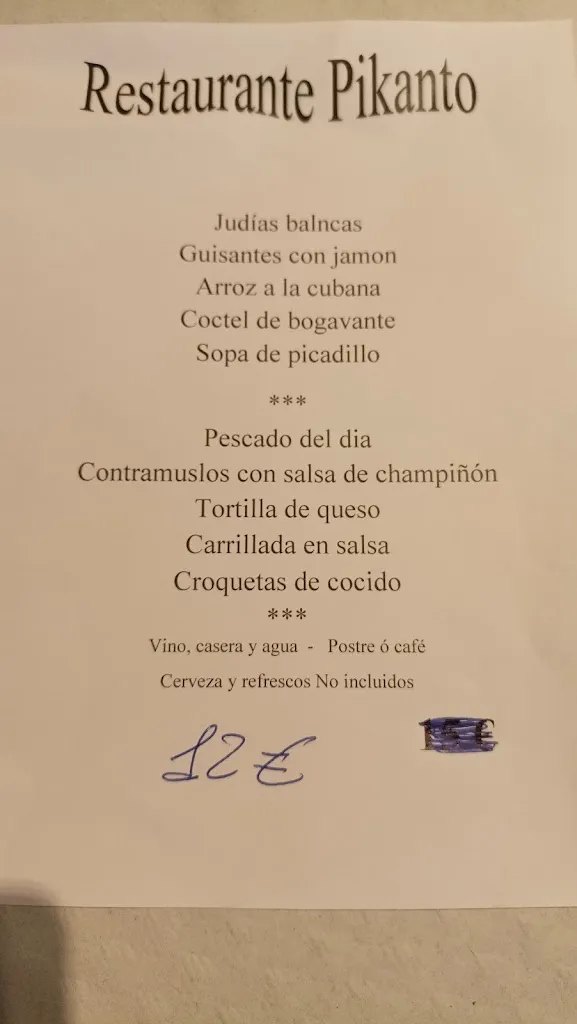 Restaurante Pikanto
Judías balncas
Guisantes con jamon
Arroz a la cubana
Coctel de bogavante
Sopa de picadillo
***
Pescado del dia
Contramuslos con salsa de champiñón
Tortilla de queso
Carrillada en salsa
Croquetas de cocido
***
Vino, casera y agua - Postre ó café
Cerveza y refrescos No incluidos
12 €